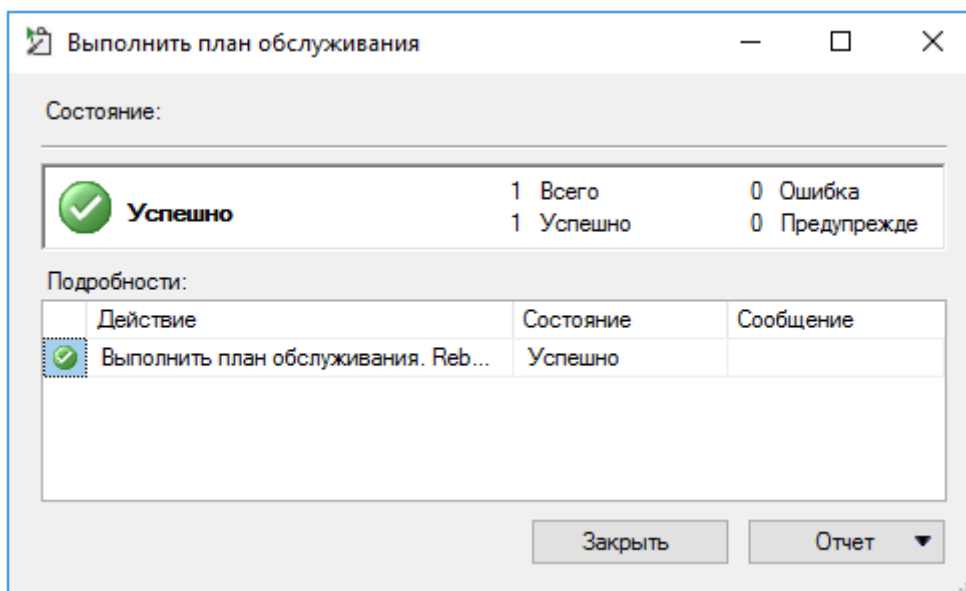 Выполнить план обслуживания
Состояние:
Успешно
1 Всего 0 Ошибка
1 Успешно 0 Предупрежде
Подробности:
Действие Состояние Сообщение
Выполнить план обслуживания. Reb... Успешно
Закрыть Отчет